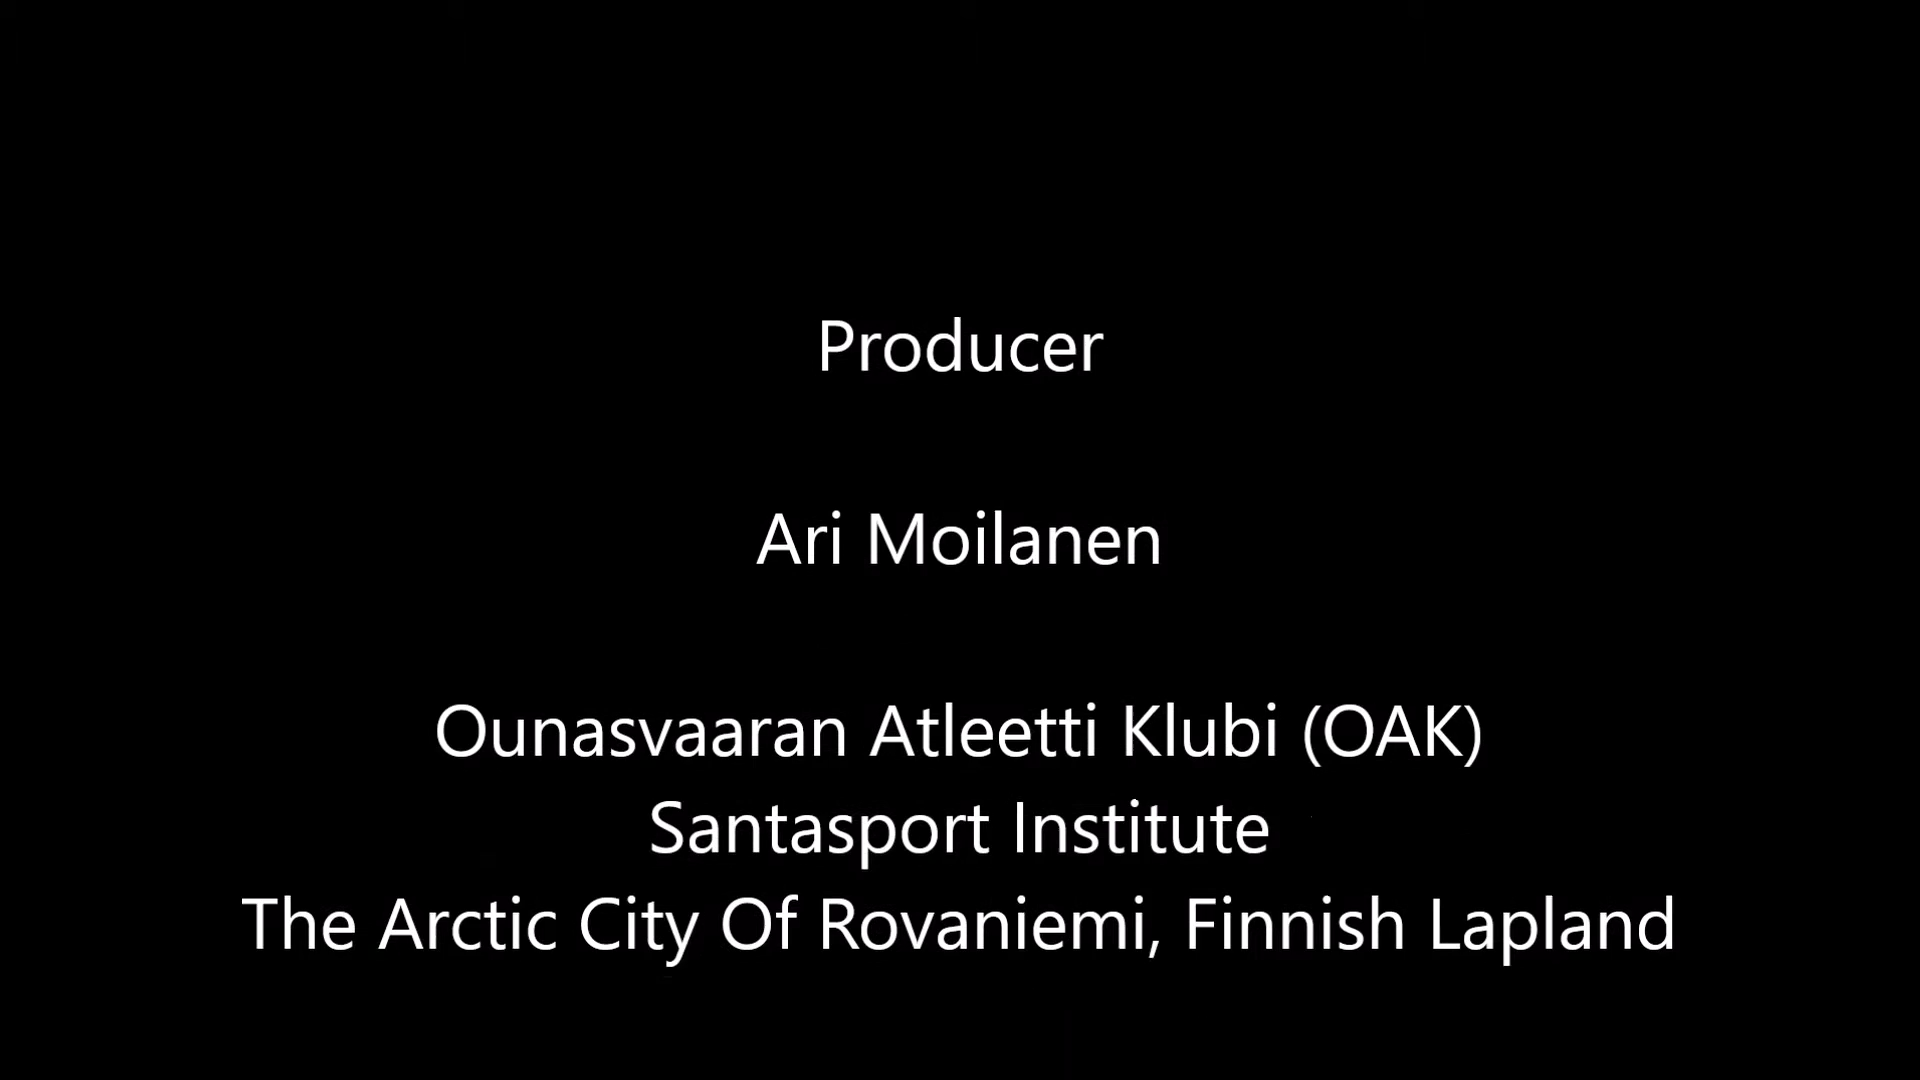 Producer
Ari Moilanen
Ounasvaaran Atleetti Klubi (OAK)
Santasport Institute
The Arctic City Of Rovaniemi, Finnish Lapland